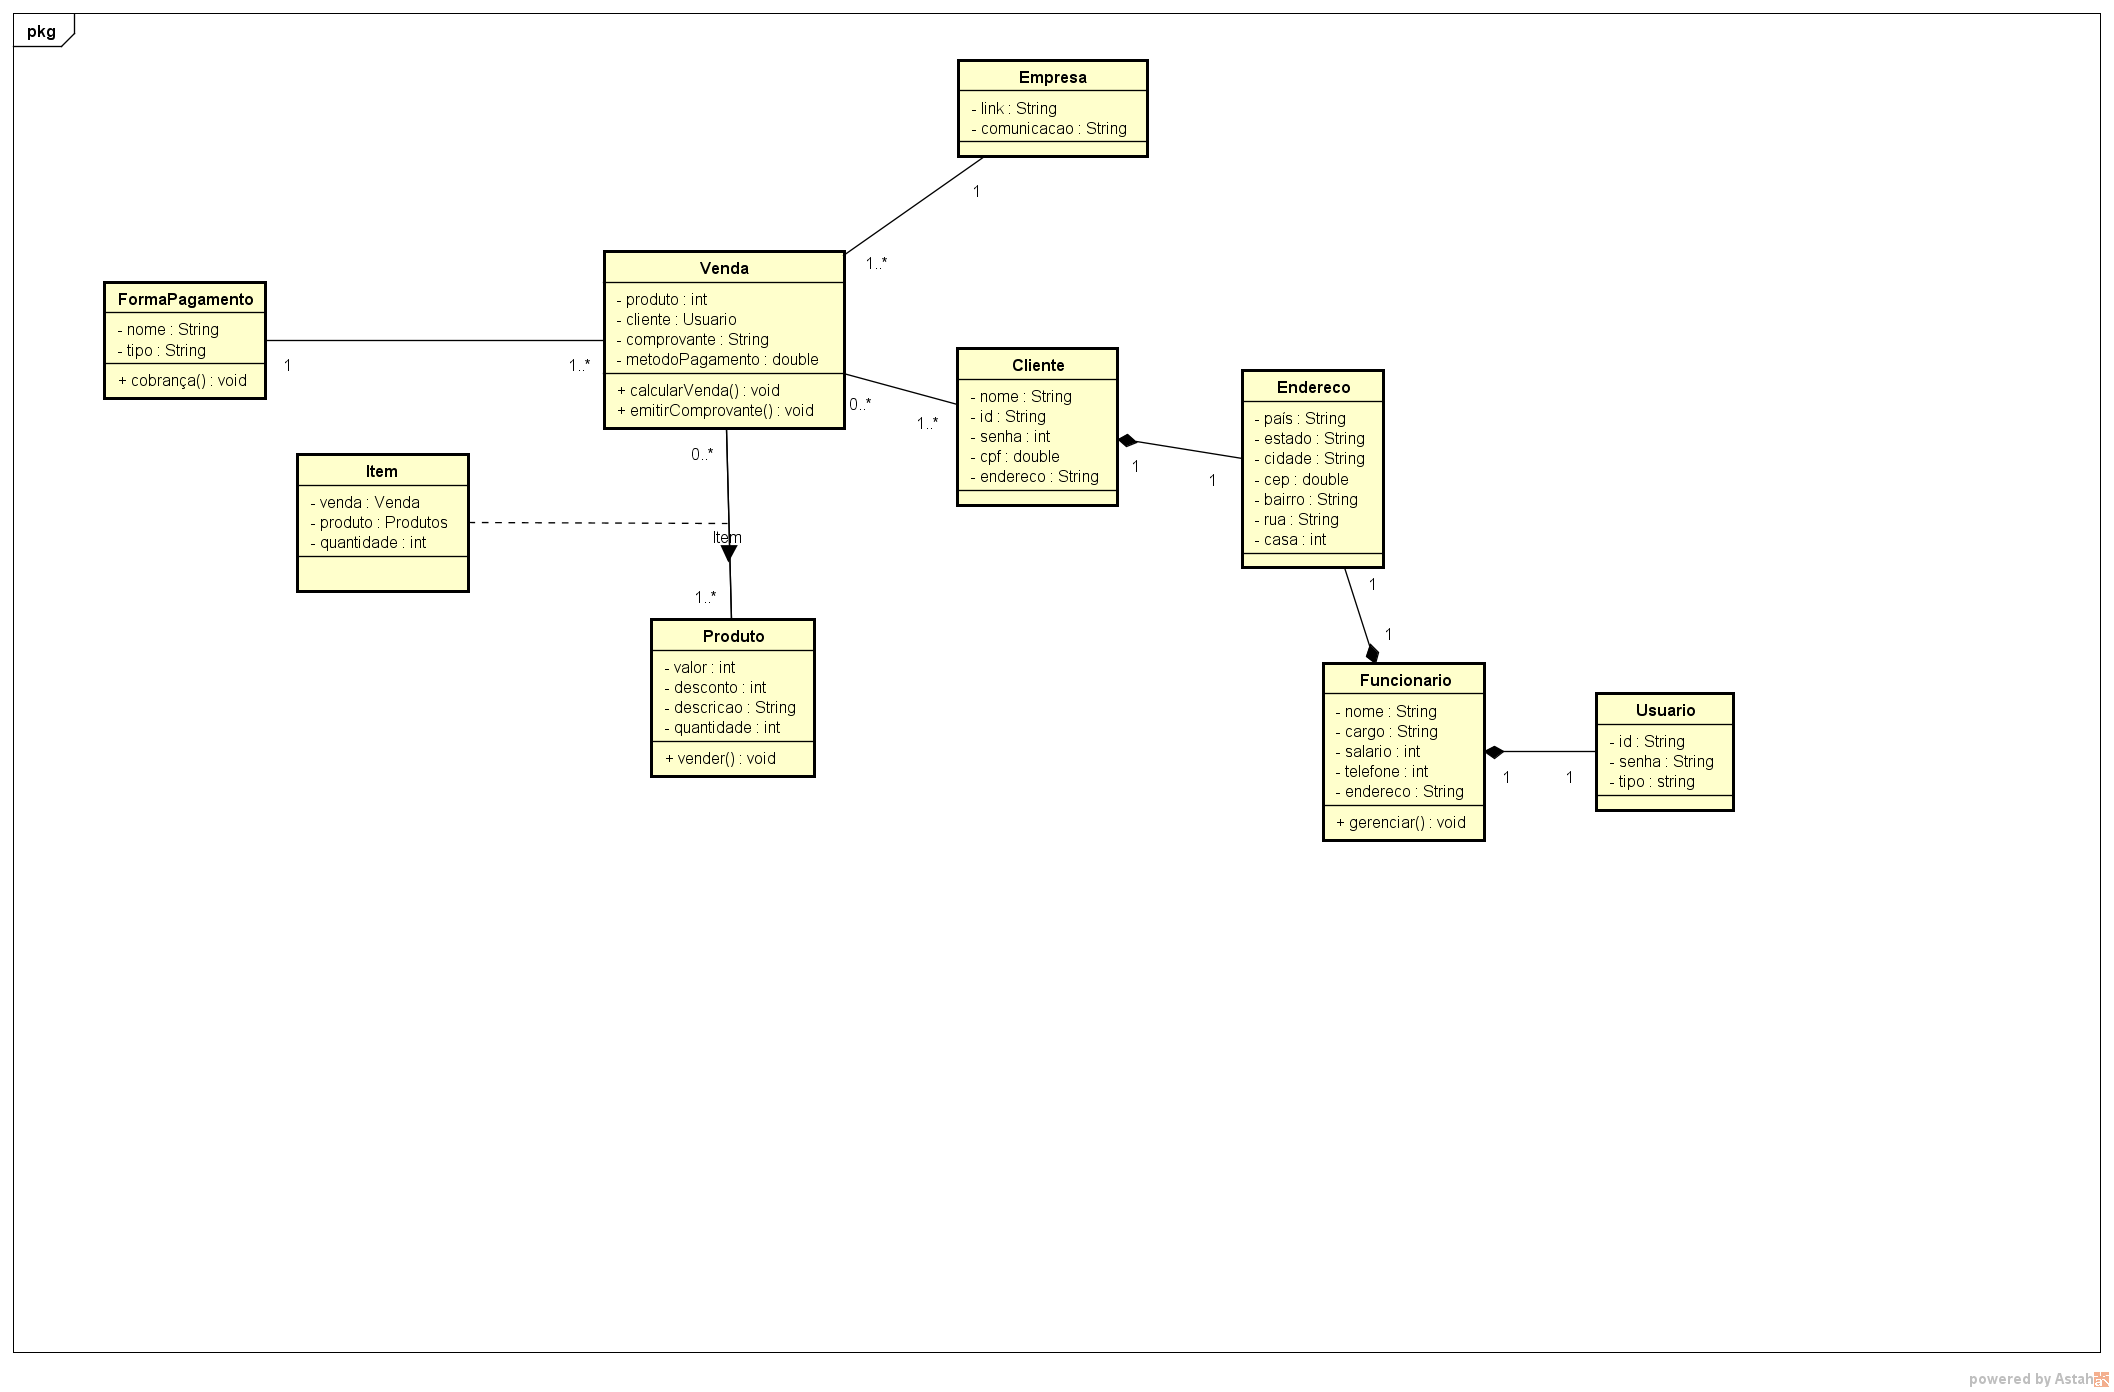 pkg
Empresa
- link : String
- comunicacao : String
1
1..*
Venda
- produto : int
- cliente : Usuario
- comprovante : String
- metodoPagamento : double
+ calcularVenda() : void
+ emitirComprovante() : void
FormaPagamento
- nome : String
- tipo : String
+ cobrança() : void
1
1..*
0..*
1..*
Cliente
- nome : String
- id : String
- senha : int
- cpf : double
- endereco : String
1
1
Endereco
- país : String
- estado : String
- cidade : String
- cep : double
- bairro : String
- rua : String
- casa : int
Item
- venda : Venda
- produto : Produtos
- quantidade : int
0..*
Item
1..*
Produto
- valor : int
- desconto : int
- descricao : String
- quantidade : int
+ vender() : void
1
1
Funcionario
- nome : String
- cargo : String
- salario : int
- telefone : int
- endereco : String
+ gerenciar() : void
1
1
Usuario
- id : String
- senha : String
- tipo : string
powered by Astah